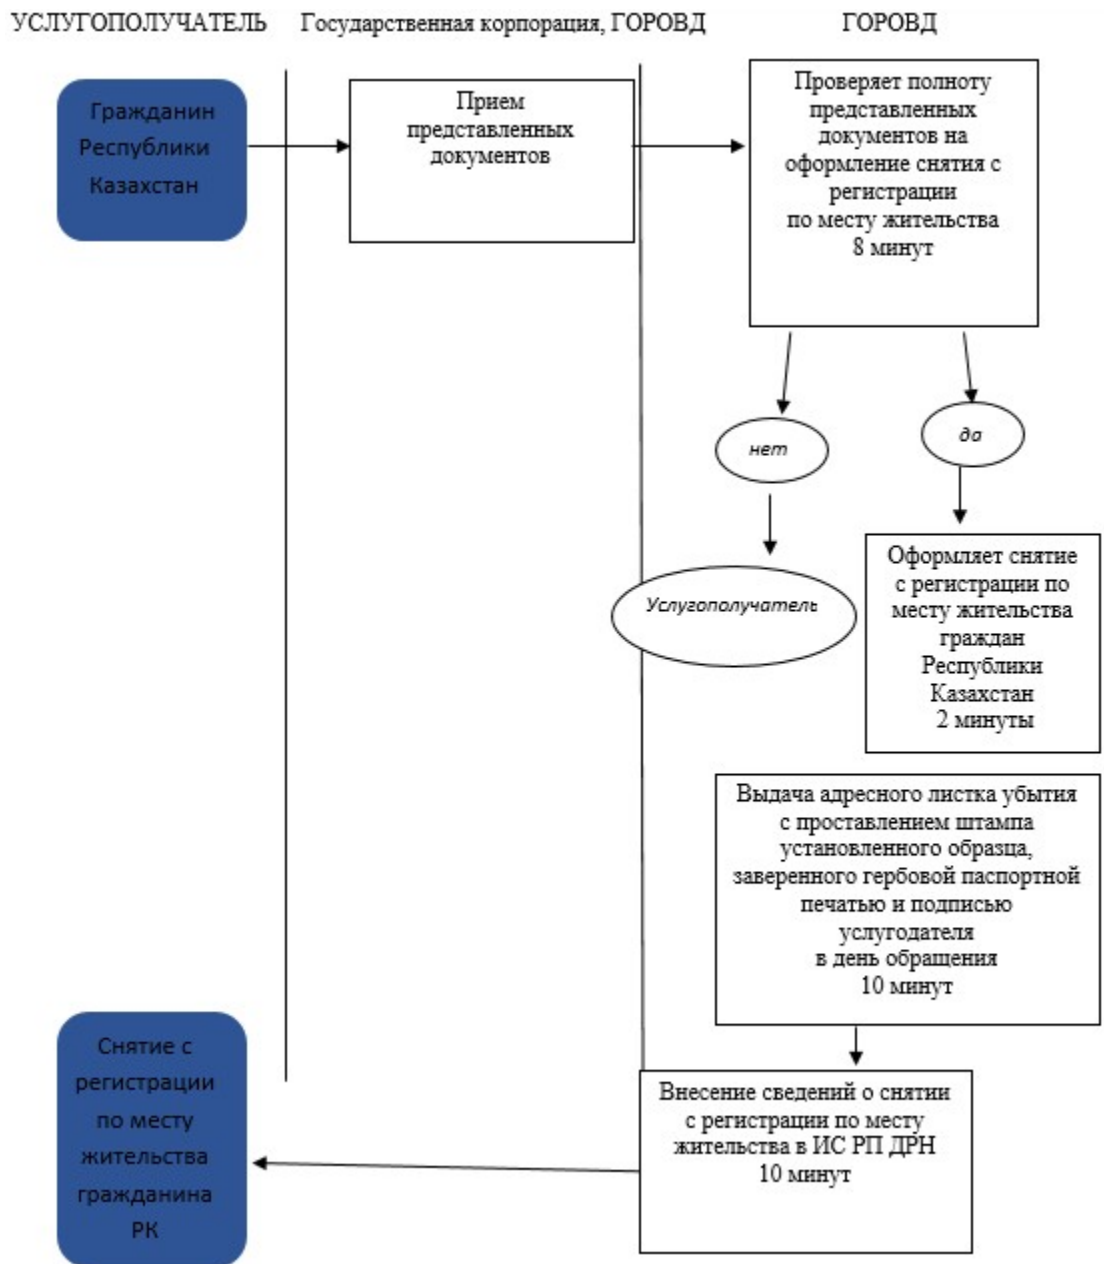 УСЛУГОПОЛУЧАТЕЛЬ
Государственная корпорация, ГОРОВД
ГОРОВД
Гражданин
Республики
Казахстан
Прием
представленных
документов
Проверяет полноту
представленных
документов на
оформление снятия с
регистрации
по месту жительства
8 минут
нет
да
Услугополучатель
Оформляет снятие
с регистрации по
месту жительства
граждан
Республики
Казахстан
2 минуты
Выдача адресного листка убытия
с проставлением штампа
установленного образца,
заверенного гербовой паспортной
печатью и подписью
услугодателя
в день обращения
10 минут
Внесение сведений о снятии
с регистрации по месту
жительства в ИС РП ДРН
10 минут
Снятие с
регистрации
по месту
жительства
гражданина
РК